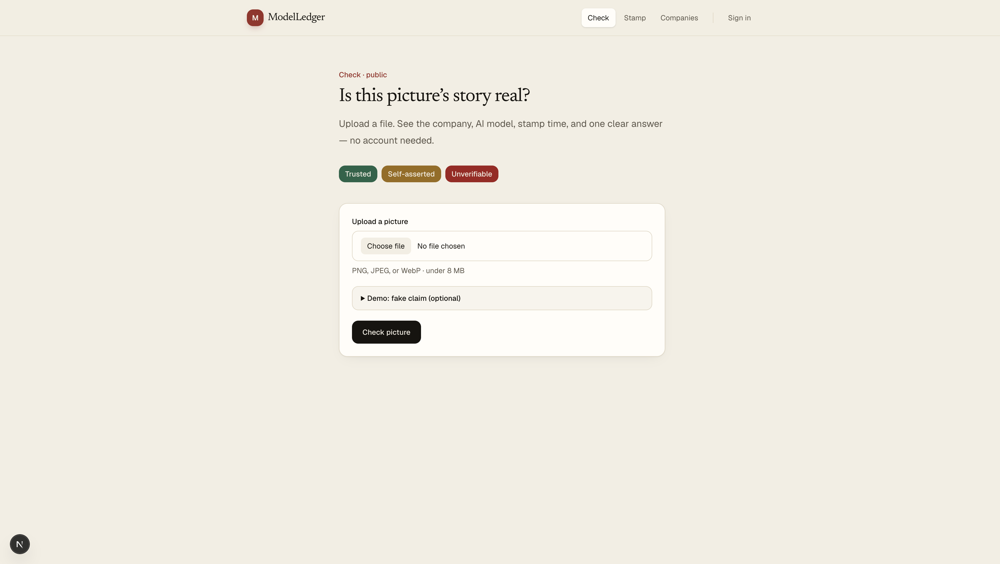 M ModelLedger
Check Stamp Companies Sign in
Check · public
Is this picture’s story real?
Upload a file. See the company, AI model, stamp time, and one clear answer
— no account needed.
Trusted Self-asserted Unverifiable
Upload a picture
Choose file No file chosen
PNG, JPEG, or WebP · under 8 MB
Demo: fake claim (optional)
Check picture
N